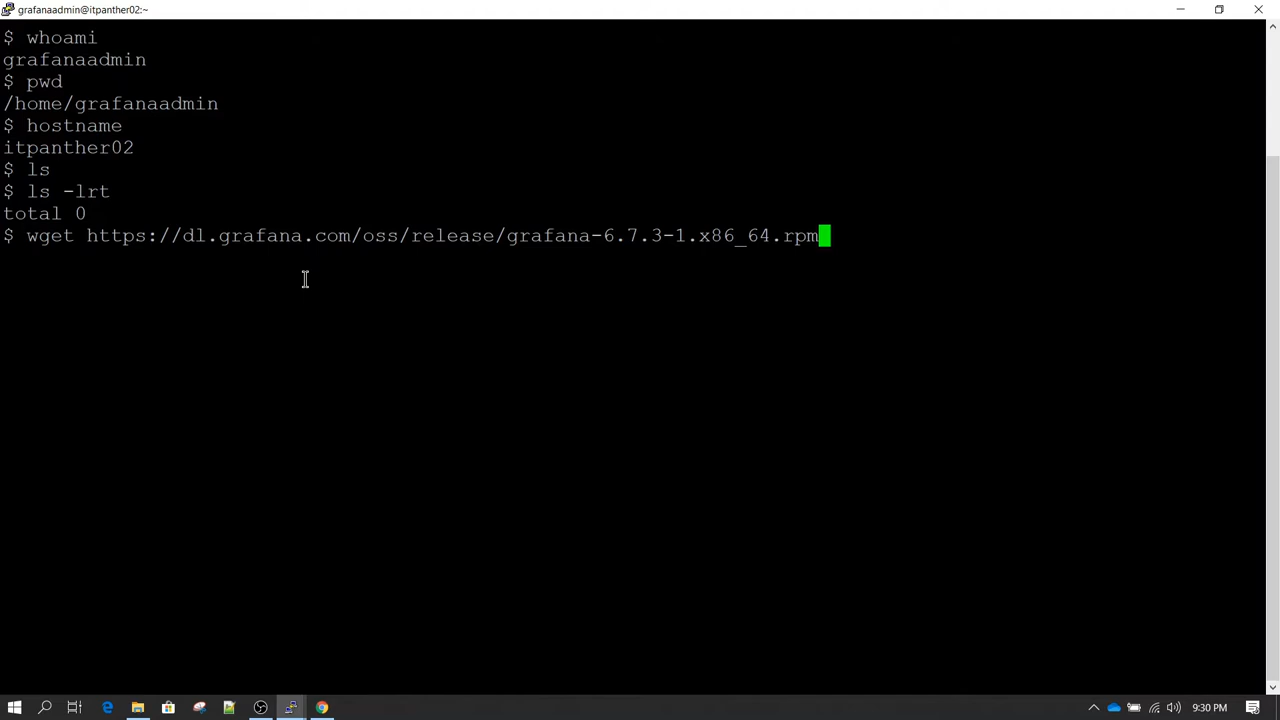 grafanaadmin@itpanther02:~
$ whoami
grafanaadmin
$ pwd
/home/grafanaadmin
$ hostname
itpanther02
$ ls
$ ls -lrt
total 0
$ wget https://dl.grafana.com/oss/release/grafana-6.7.3-1.x86_64.rpm
9:30 PM